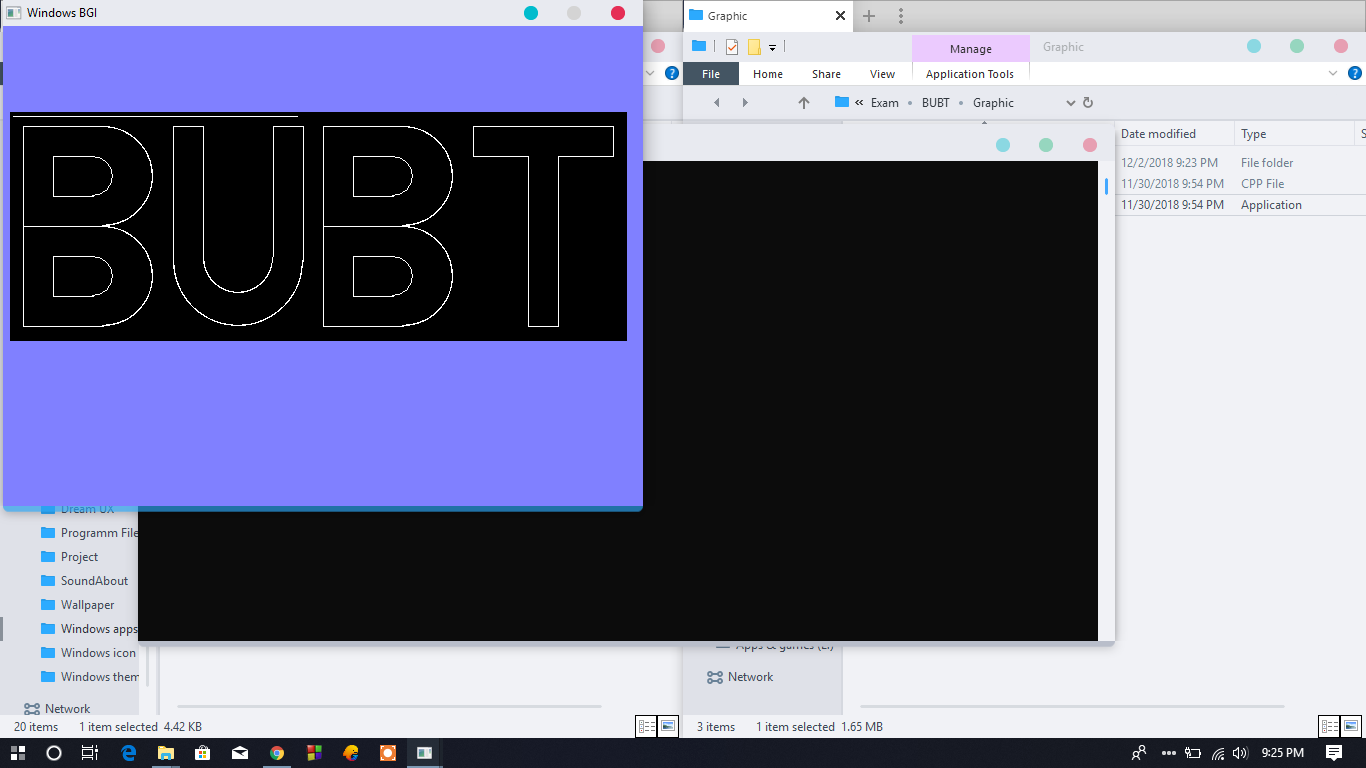 Windows BGI
Graphic
Manage
Graphic
File
Home
Share
View
Application Tools
Exam
BUBT
Graphic
BUBT
Date modified
Type
S
12/2/2018 9:23 PM
File folder
11/30/2018 9:54 PM
CPP File
11/30/2018 9:54 PM
Application
Dream UX
Programm File
Project
SoundAbout
Wallpaper
Windows apps
Windows icon
Windows them
Network
Apps & games (E:)
Network
20 items
1 item selected
4.42 KB
3 items
1 item selected
1.65 MB
9:25 PM